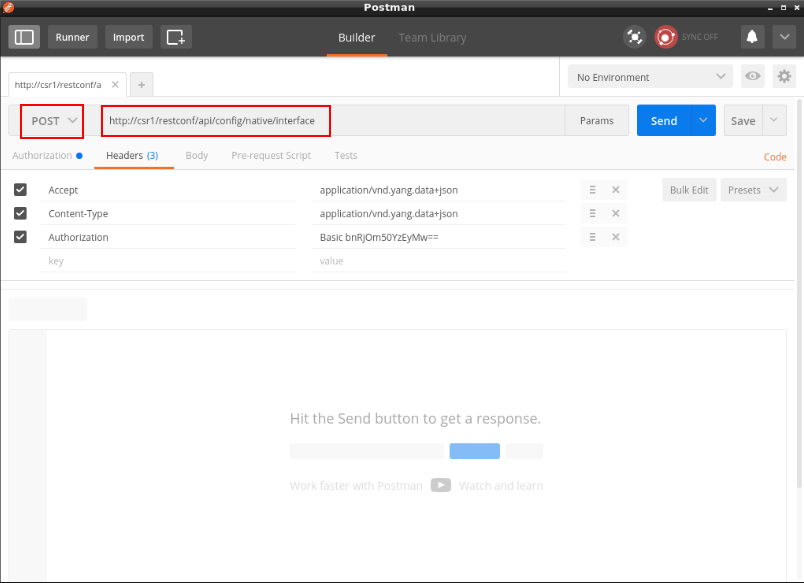 Postman
Runner Import Builder Team Library SYNC OFF
http://csr1/restconf/a No Environment
POST http://csr1/restconf/api/config/native/interface Params Send Save
Authorization Headers (3) Body Pre-request Script Tests Code
Accept application/vnd.yang.data+json Bulk Edit Presets
Content-Type application/vnd.yang.data+json
Authorization Basic bnRjOm50YzEyMw==
key value
Hit the Send button to get a response.
Work faster with Postman Watch and learn